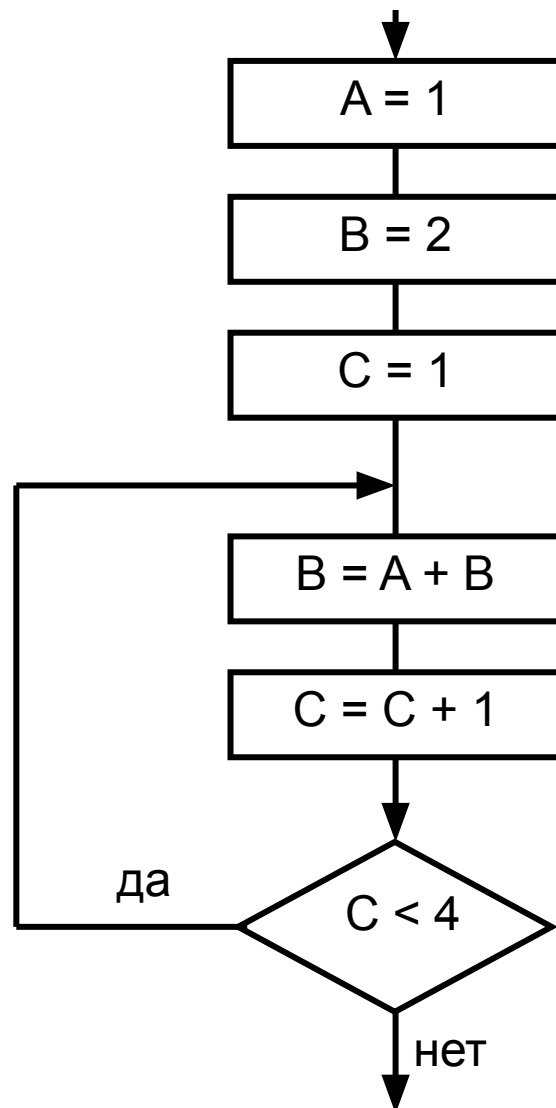 A = 1
B = 2
C = 1
B = A + B
C = C + 1
да
C < 4
нет